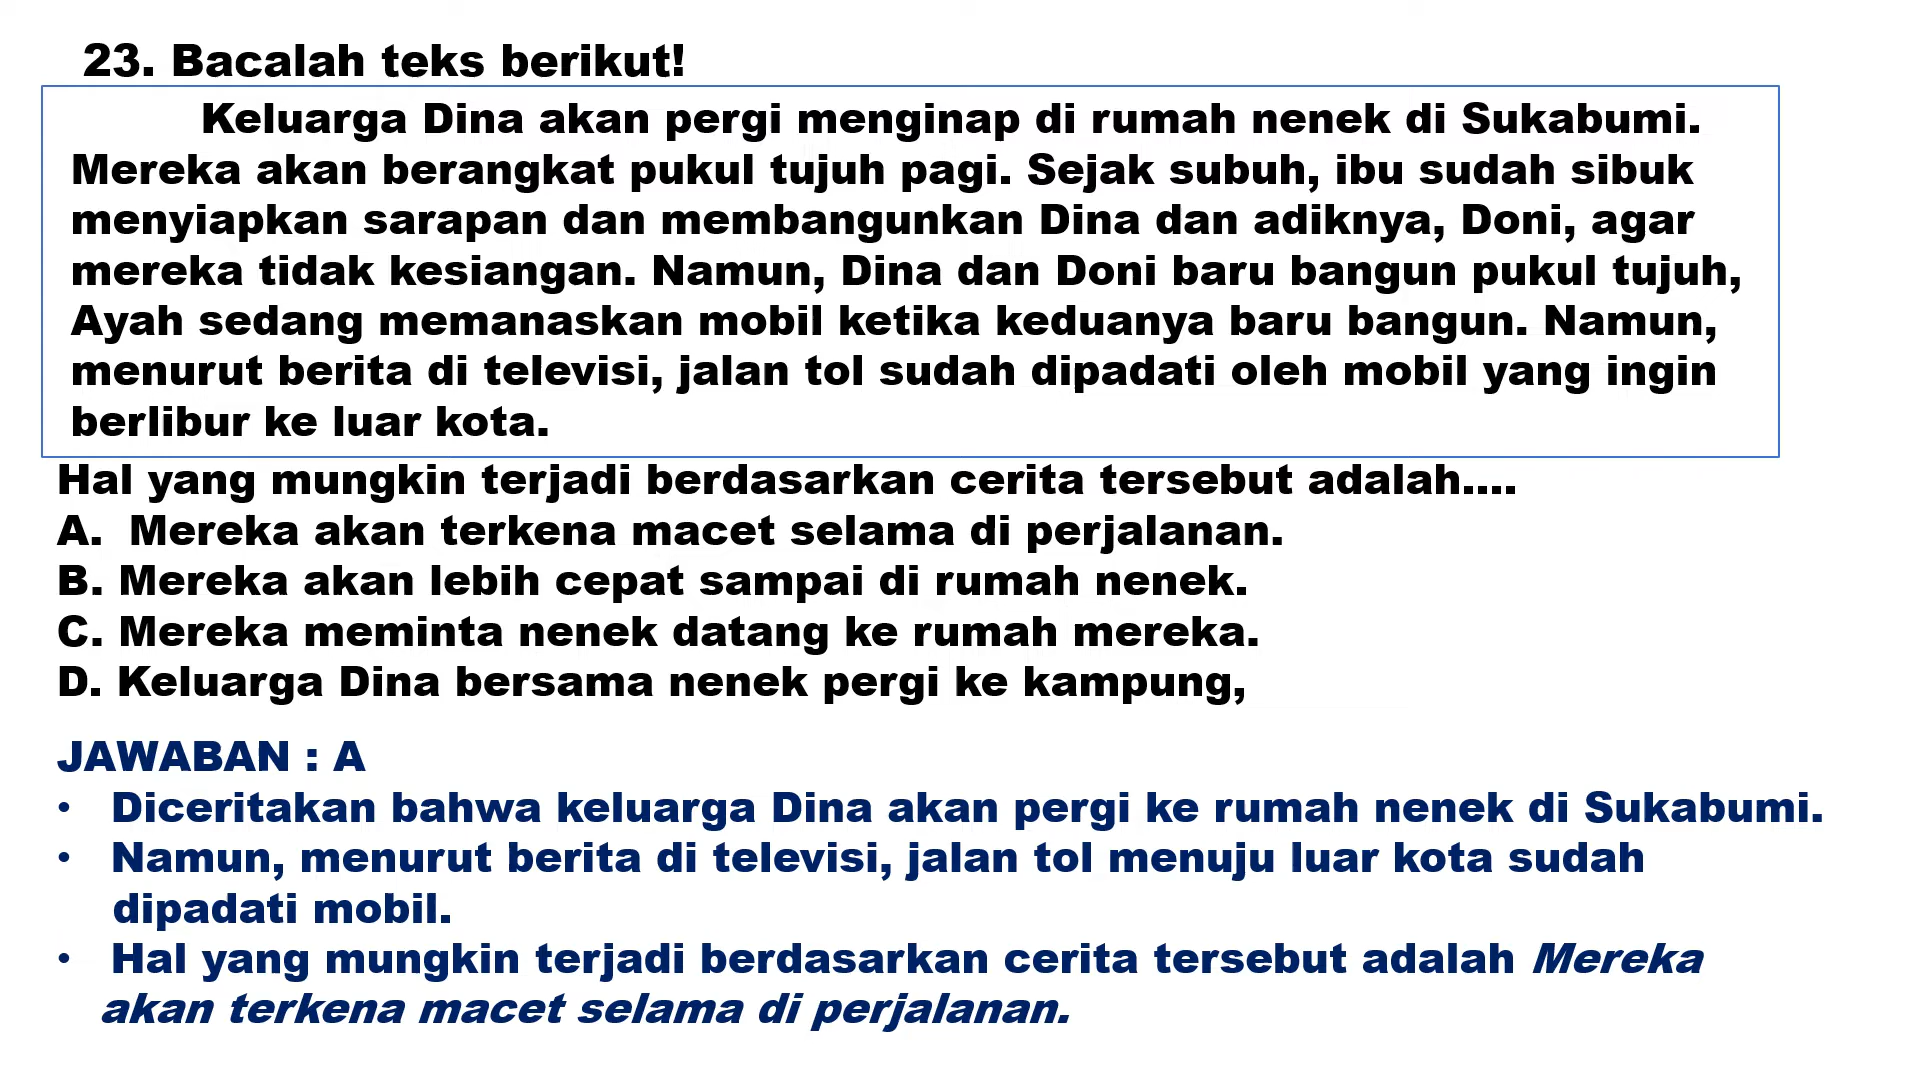 23. Bacalah teks berikut!
Keluarga Dina akan pergi menginap di rumah nenek di Sukabumi.
Mereka akan berangkat pukul tujuh pagi. Sejak subuh, ibu sudah sibuk
menyiapkan sarapan dan membangunkan Dina dan adiknya, Doni, agar
mereka tidak kesiangan. Namun, Dina dan Doni baru bangun pukul tujuh,
Ayah sedang memanaskan mobil ketika keduanya baru bangun. Namun,
menurut berita di televisi, jalan tol sudah dipadati oleh mobil yang ingin
berlibur ke luar kota.
Hal yang mungkin terjadi berdasarkan cerita tersebut adalah....
A. Mereka akan terkena macet selama di perjalanan.
B. Mereka akan lebih cepat sampai di rumah nenek.
C. Mereka meminta nenek datang ke rumah mereka.
D. Keluarga Dina bersama nenek pergi ke kampung,
JAWABAN : A
• Diceritakan bahwa keluarga Dina akan pergi ke rumah nenek di Sukabumi.
• Namun, menurut berita di televisi, jalan tol menuju luar kota sudah
dipadati mobil.
• Hal yang mungkin terjadi berdasarkan cerita tersebut adalah Mereka
akan terkena macet selama di perjalanan.